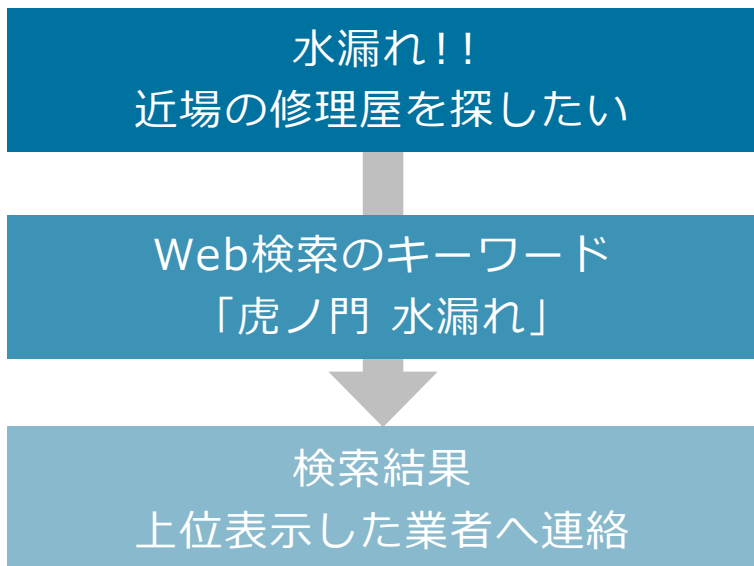 水漏れ!!
近場の修理屋を探したい
Web検索のキーワード
「虎ノ門 水漏れ」
検索結果
上位表示した業者へ連絡